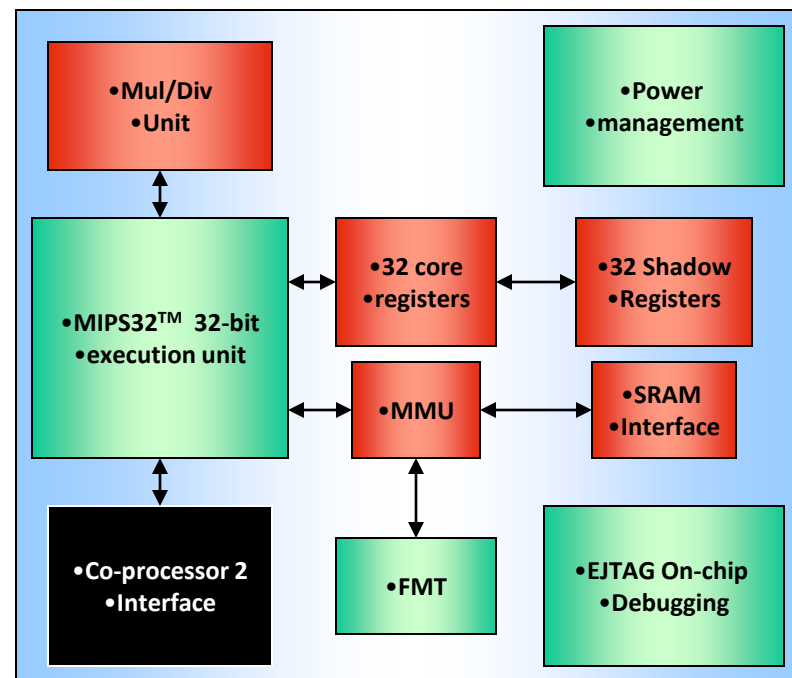 •Mul/Div
•Unit
•Power
•management
•32 core
•registers
•32 Shadow
•Registers
•MIPS32™ 32-bit
•execution unit
•MMU
•SRAM
•Interface
•Co-processor 2
•Interface
•FMT
•EJTAG On-chip
•Debugging